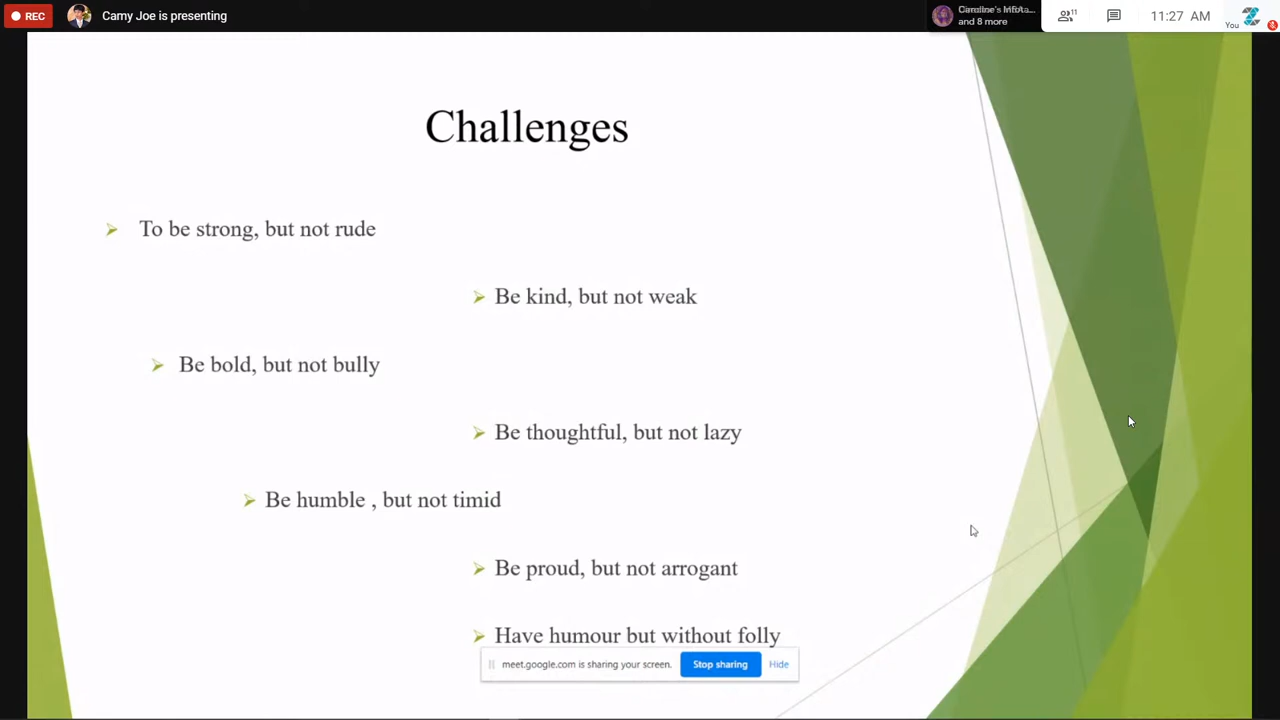 REC
Camy Joe is presenting
and 8 more
11
11:27 AM
You
Challenges
To be strong, but not rude
Be kind, but not weak
Be bold, but not bully
Be thoughtful, but not lazy
Be humble , but not timid
Be proud, but not arrogant
Have humour but without folly
meet.google.com is sharing your screen.
Stop sharing
Hide